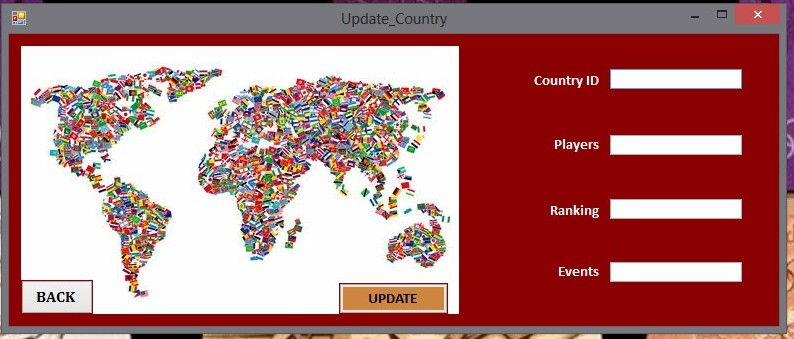 Update_Country
Country ID
Players
Ranking
Events
BACK
UPDATE